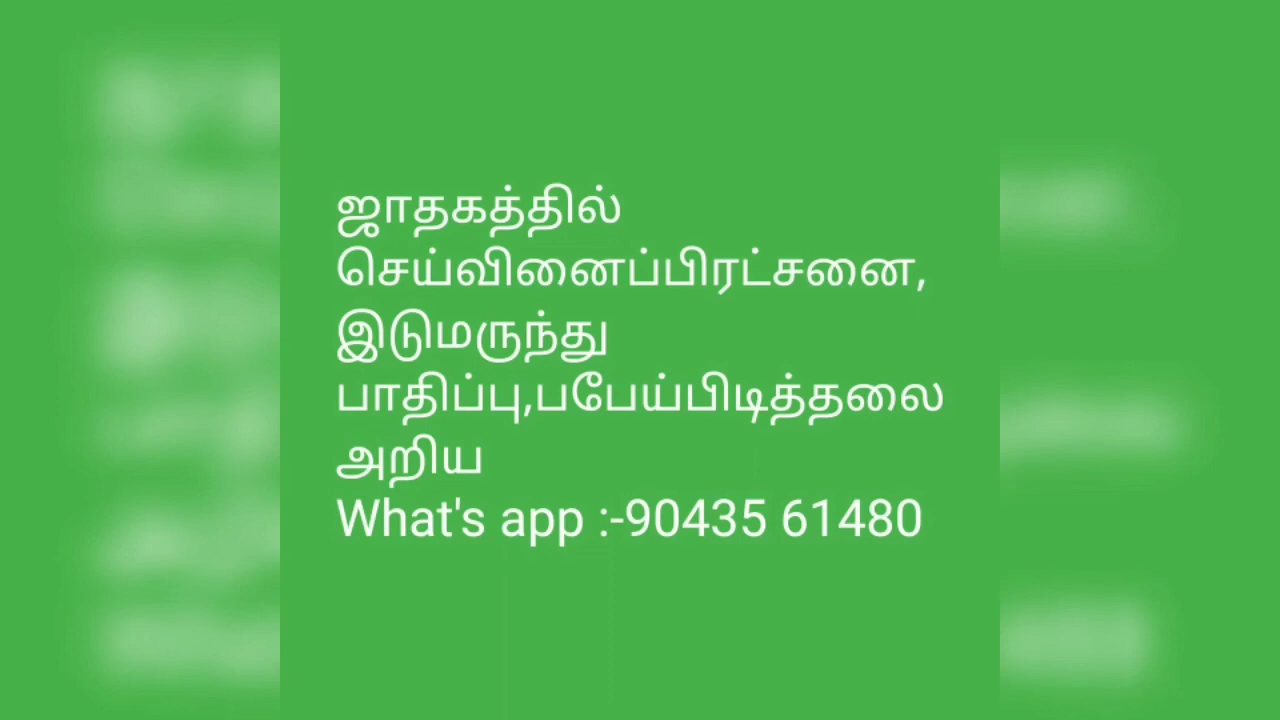 ஜாதகத்தில்
செய்வினைப்பிரட்சனை,
இடுமருந்து
பாதிப்பு,பபேய்பிடித்தலை
அறிய
What's app :-90435 61480